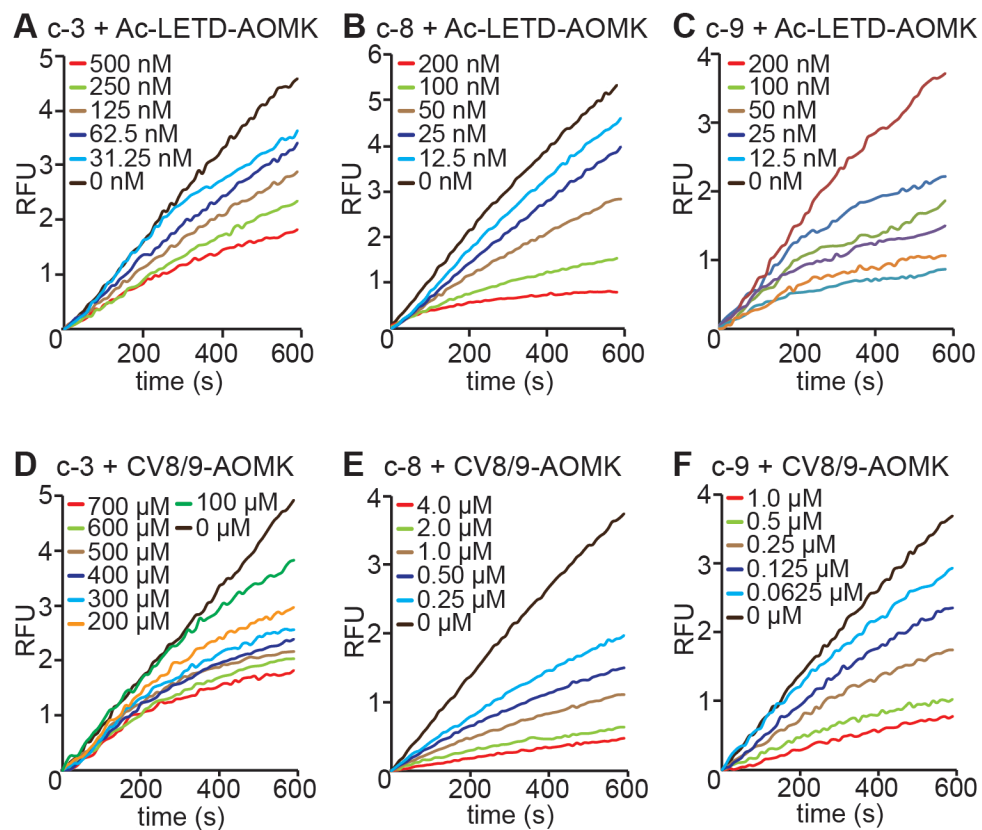 A c-3 + Ac-LETD-AOMK
5
4
3
2
1
0
200
400
600
RFU
time (s)
500 nM
250 nM
125 nM
62.5 nM
31.25 nM
0 nM
B c-8 + Ac-LETD-AOMK
6
5
4
3
2
1
0
200
400
600
RFU
time (s)
200 nM
100 nM
50 nM
25 nM
12.5 nM
0 nM
C c-9 + Ac-LETD-AOMK
4
3
2
1
0
200
400
600
RFU
time (s)
200 nM
100 nM
50 nM
25 nM
12.5 nM
0 nM
D c-3 + CV8/9-AOMK
5
4
3
2
1
0
200
400
600
RFU
time (s)
700 µM
600 µM
500 µM
400 µM
300 µM
200 µM
100 µM
0 µM
E c-8 + CV8/9-AOMK
4
3
2
1
0
200
400
600
RFU
time (s)
4.0 µM
2.0 µM
1.0 µM
0.50 µM
0.25 µM
0 µM
F c-9 + CV8/9-AOMK
4
3
2
1
0
200
400
600
RFU
time (s)
1.0 µM
0.5 µM
0.25 µM
0.125 µM
0.0625 µM
0 µM